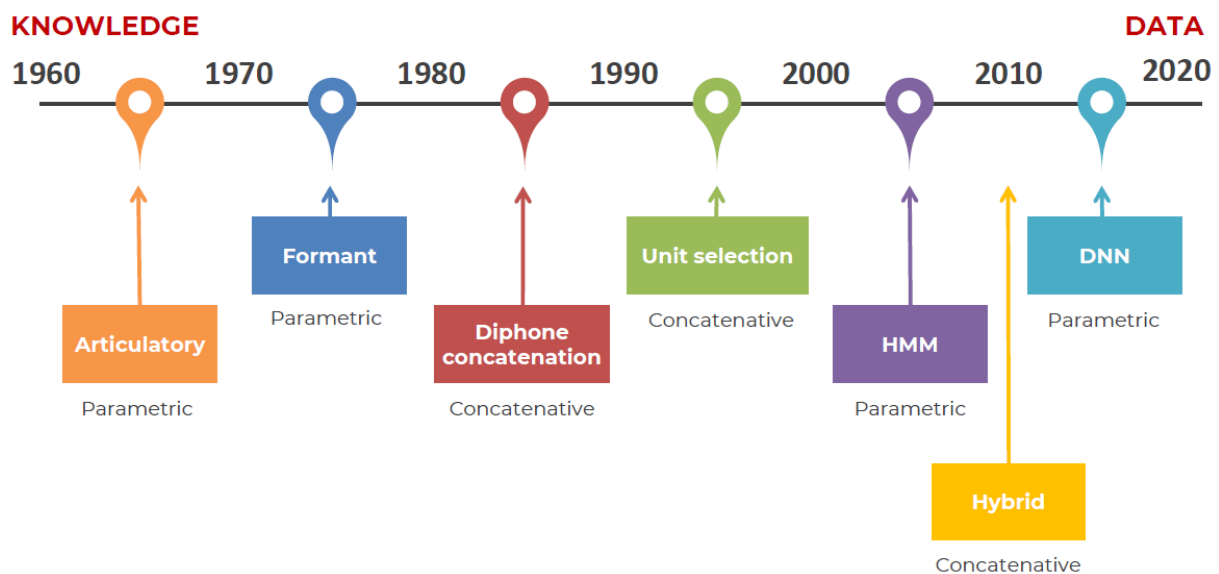 KNOWLEDGE DATA
1960 1970 1980 1990 2000 2010 2020
Formant
Parametric
Unit selection
Concatenative
DNN
Parametric
Articulatory
Parametric
Diphone
concatenation
Concatenative
HMM
Parametric
Hybrid
Concatenative